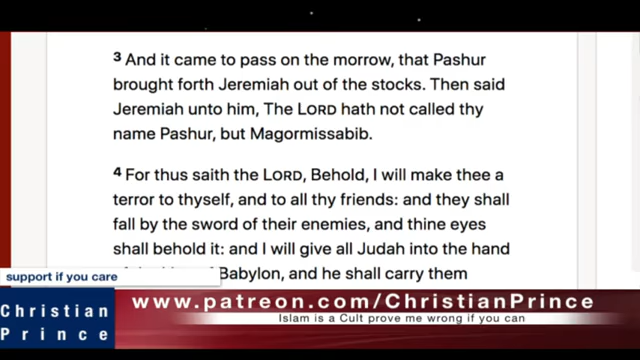 3 And it came to pass on the morrow, that Pashur
brought forth Jeremiah out of the stocks. Then said
Jeremiah unto him, The LORD hath not called thy
name Pashur, but Magormissabib.
4 For thus saith the LORD, Behold, I will make thee a
terror to thyself, and to all thy friends: and they shall
fall by the sword of their enemies, and thine eyes
shall behold it: and I will give all Judah into the hand
Babylon, and he shall carry them
support if you care
Christian
Prince
www.patreon.com/ChristianPrince
Islam is a Cult prove me wrong if you can